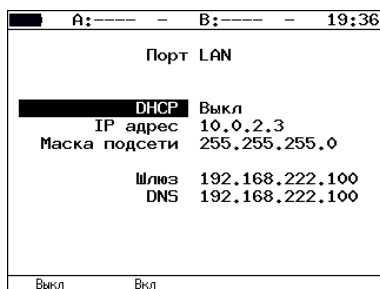 A:---- – B:---- – 19:36
Порт LAN
DHCP Выкл
IP адрес 10.0.2.3
Маска подсети 255.255.255.0
Шлюз 192.168.222.100
DNS 192.168.222.100
Выкл Вкл